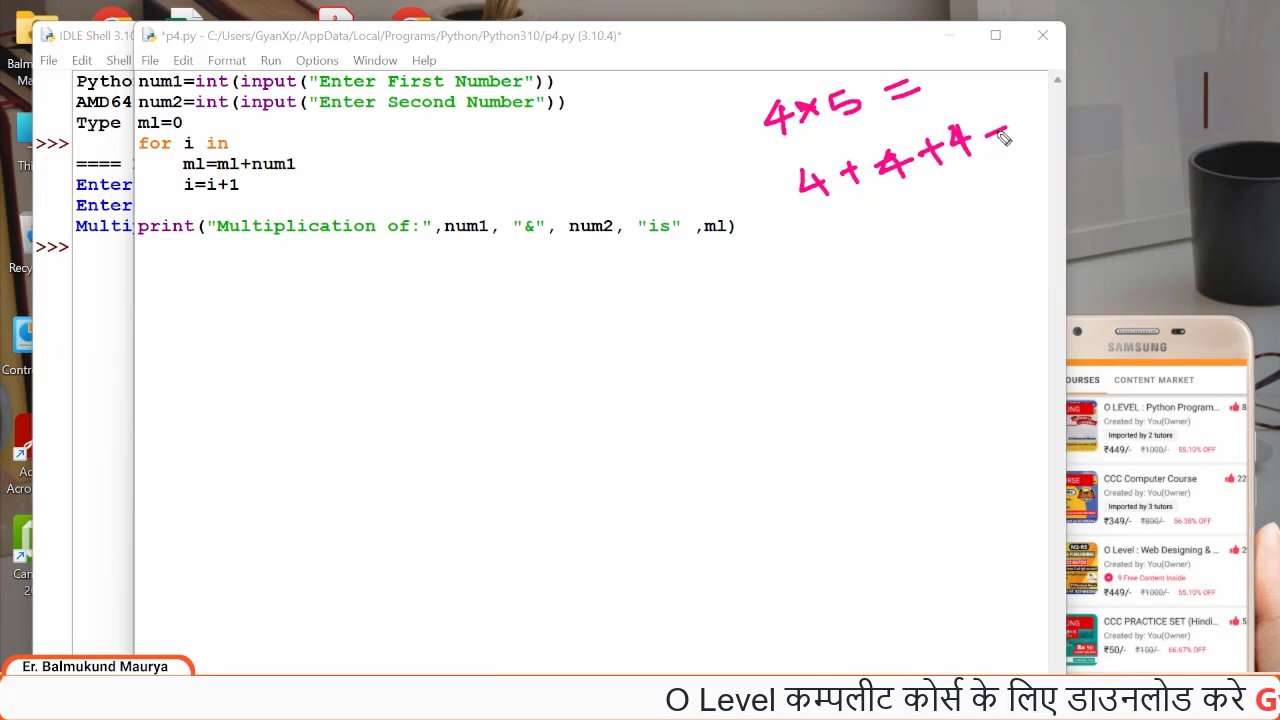 IDLE Shell 3.10
*p4.py - C:/Users/GyanXp/AppData/Local/Programs/Python/Python310/p4.py (3.10.4)*
File Edit Shell
File Edit Format Run Options Window Help
Pytho
AMD64
Type
>>>
====
Enter
Enter
Multi
>>>
num1=int(input("Enter First Number"))
num2=int(input("Enter Second Number"))
ml=0
for i in
ml=ml+num1
i=i+1
print("Multiplication of:",num1, "&", num2, "is" ,ml)
4×5 =
4+4+4
SAMSUNG
OURSES CONTENT MARKET
O LEVEL : Python Program... 8
Created by: You(Owner)
Imported by 2 tutors
₹449/- ₹1000/- 55.10% OFF
CCC Computer Course 22
Created by: You(Owner)
Imported by 3 tutors
₹349/- ₹800/- 56.38% OFF
O Level : Web Designing & ... 2
Created by: You(Owner)
9 Free Content Inside
₹449/- ₹1000/- 55.10% OFF
CCC PRACTICE SET (Hindi... 5
Created by: You(Owner)
₹50/- ₹150/- 66.67% OFF
Er. Balmukund Maurya
O Level कम्पलीट कोर्स के लिए डाउनलोड करे G